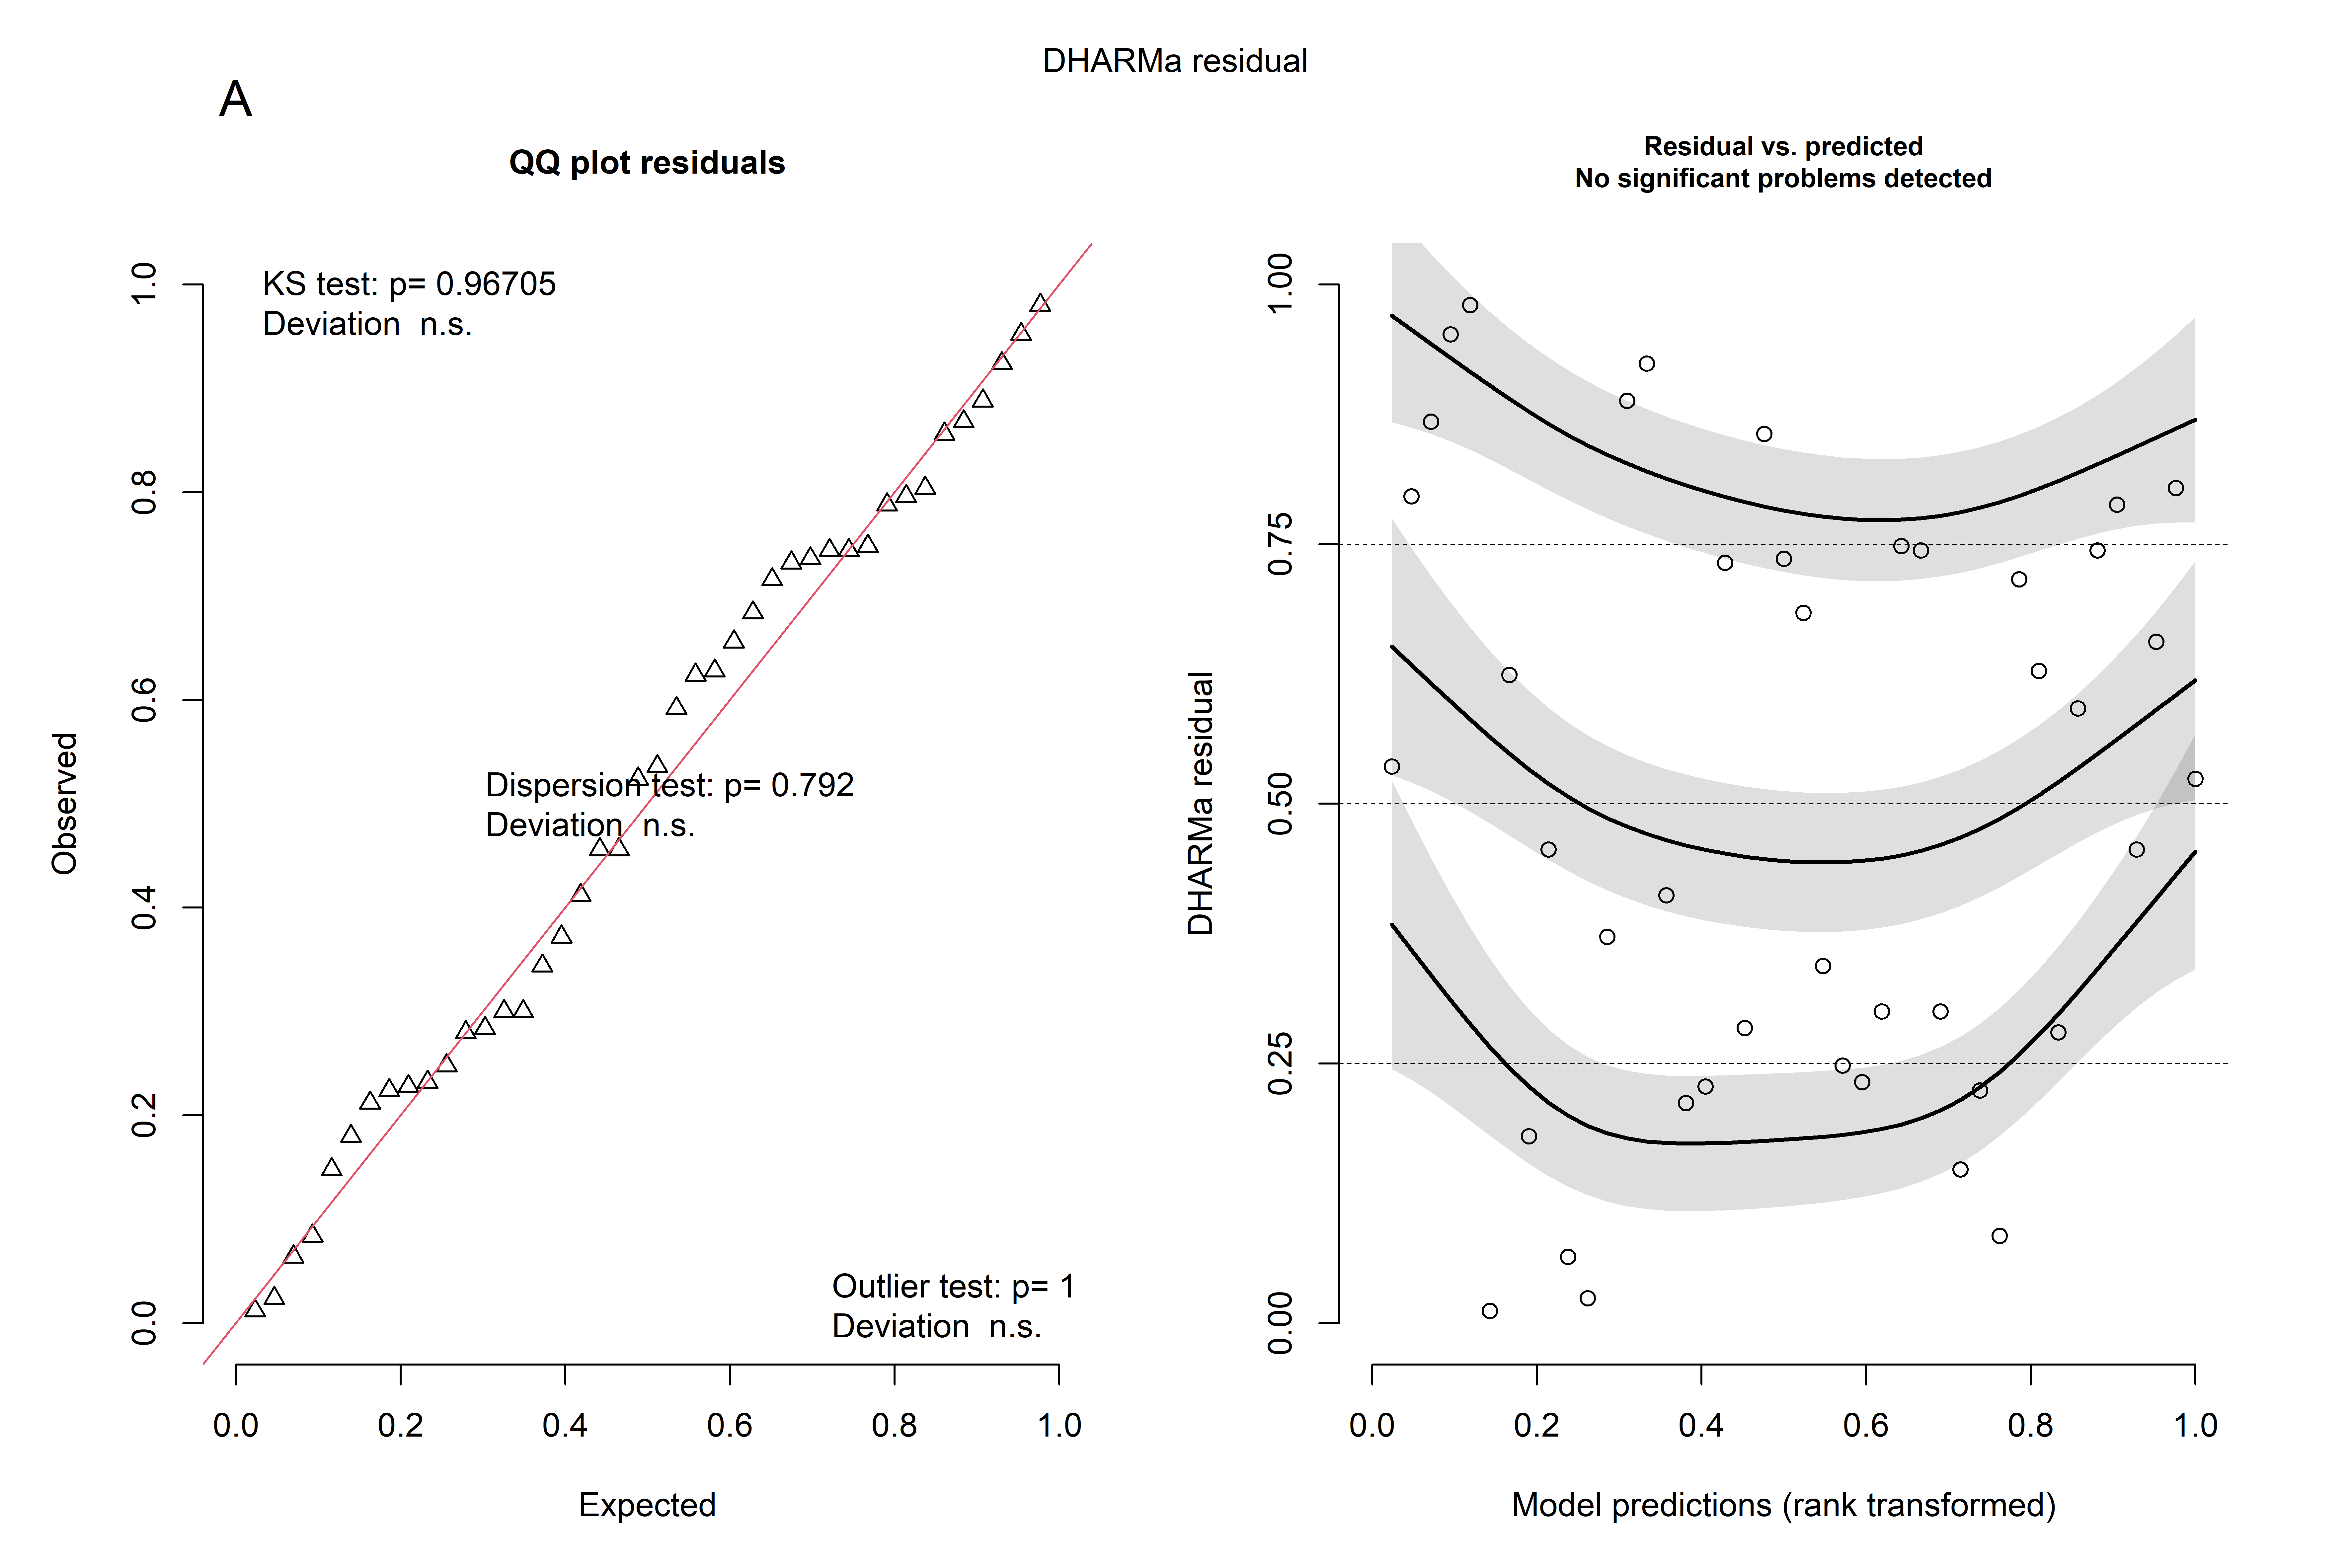 DHARMa residual
A
QQ plot residuals
KS test: p= 0.96705
Deviation  n.s.
Dispersion test: p= 0.792
Deviation  n.s.
Outlier test: p= 1
Deviation  n.s.
Observed
0.0
0.2
0.4
0.6
0.8
1.0
0.0 0.2 0.4 0.6 0.8 1.0
Expected
Residual vs. predicted
No significant problems detected
DHARMa residual
0.00
0.25
0.50
0.75
1.00
0.0 0.2 0.4 0.6 0.8 1.0
Model predictions (rank transformed)